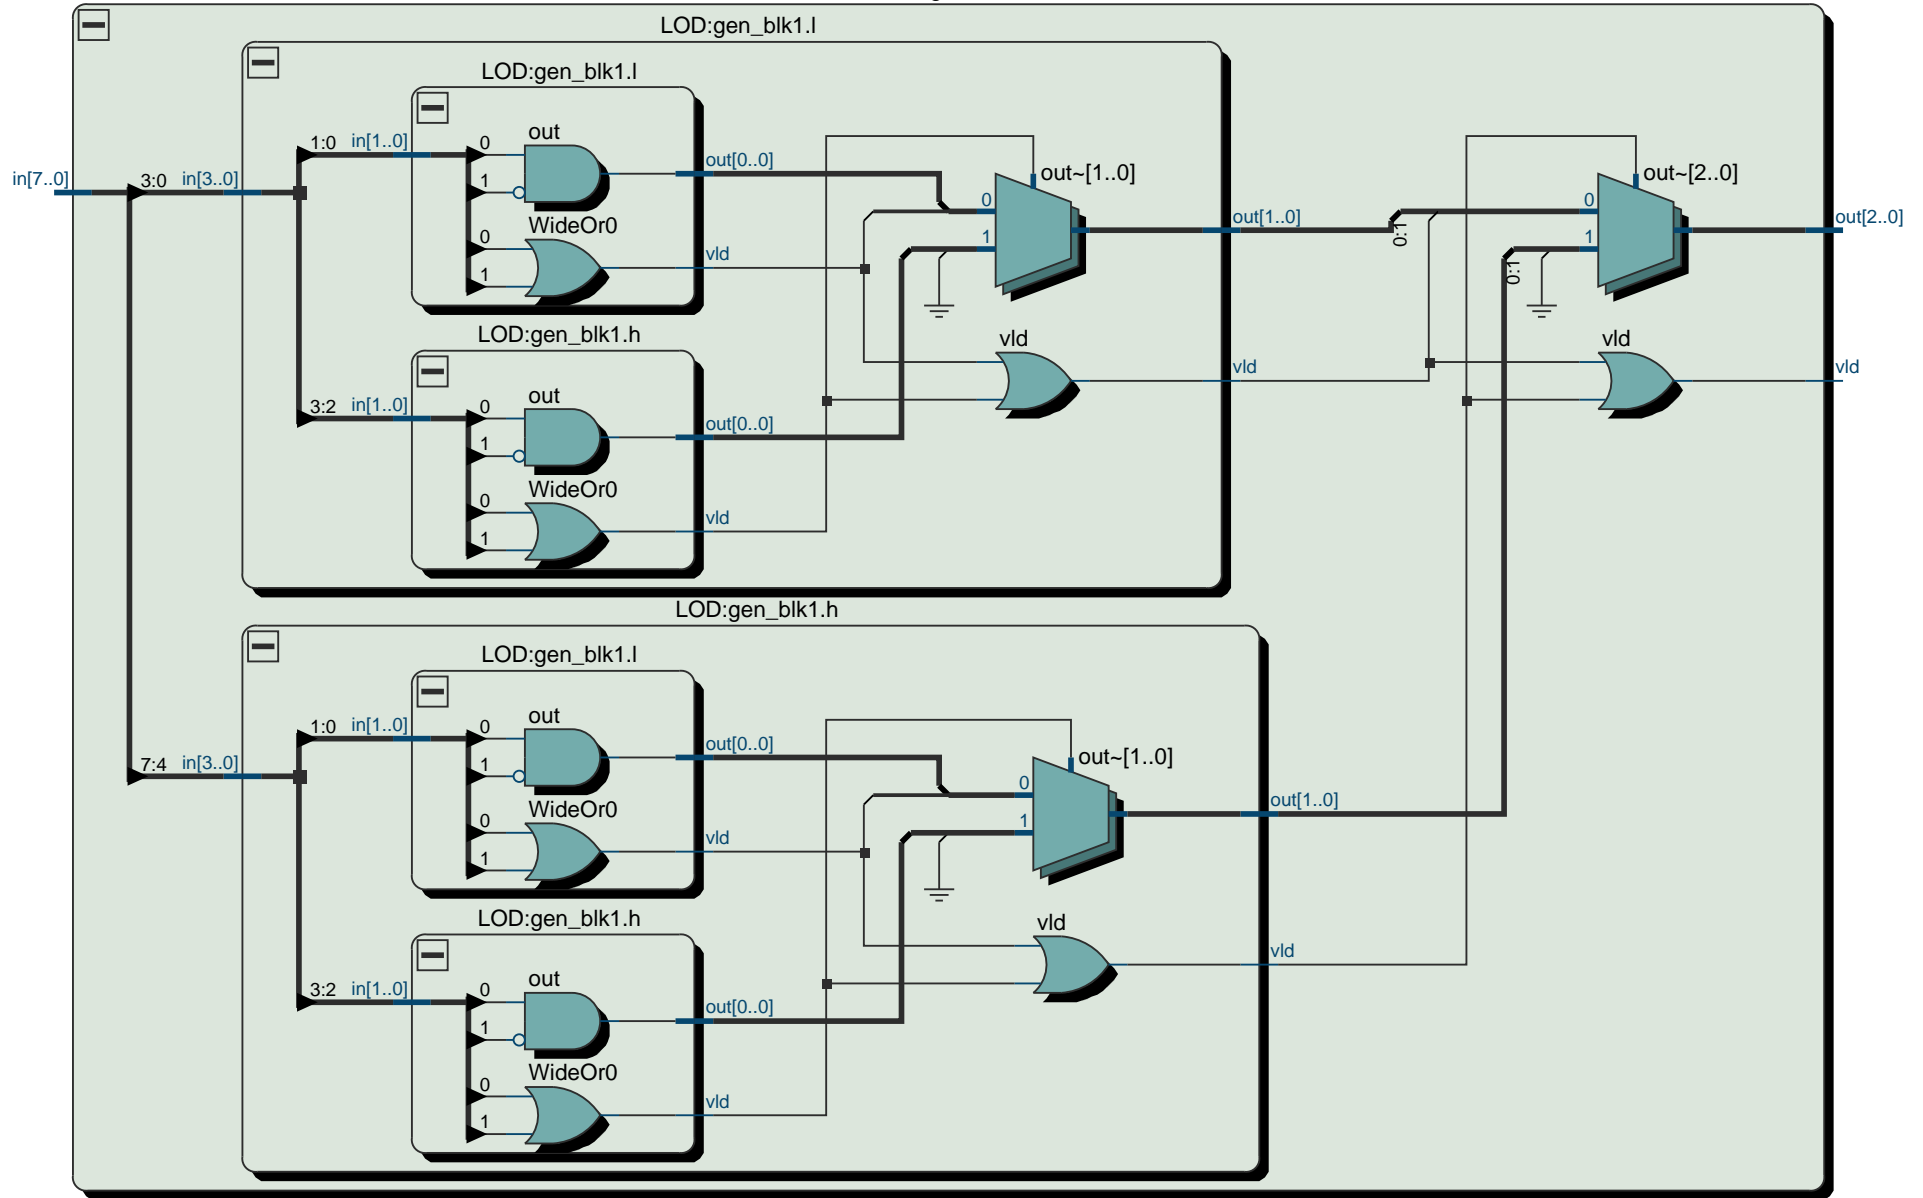 LOD:gen_blk1.l
LOD:gen_blk1.l
out
1:0 in[1..0] 0
1
out[0..0]
out~[1..0]
out~[2..0]
in[7..0] 3:0 in[3..0]
WideOr0
0
1
vld
0
1
out[1..0]
0:1
0
1
out[2..0]
0:1
LOD:gen_blk1.h
vld
vld
vld
vld
out
3:2 in[1..0] 0
1
out[0..0]
WideOr0
0
1
vld
LOD:gen_blk1.h
LOD:gen_blk1.l
out
1:0 in[1..0] 0
1
out[0..0]
out~[1..0]
7:4 in[3..0]
WideOr0
0
1
vld
0
1
out[1..0]
LOD:gen_blk1.h
vld
vld
out
3:2 in[1..0] 0
1
out[0..0]
WideOr0
0
1
vld